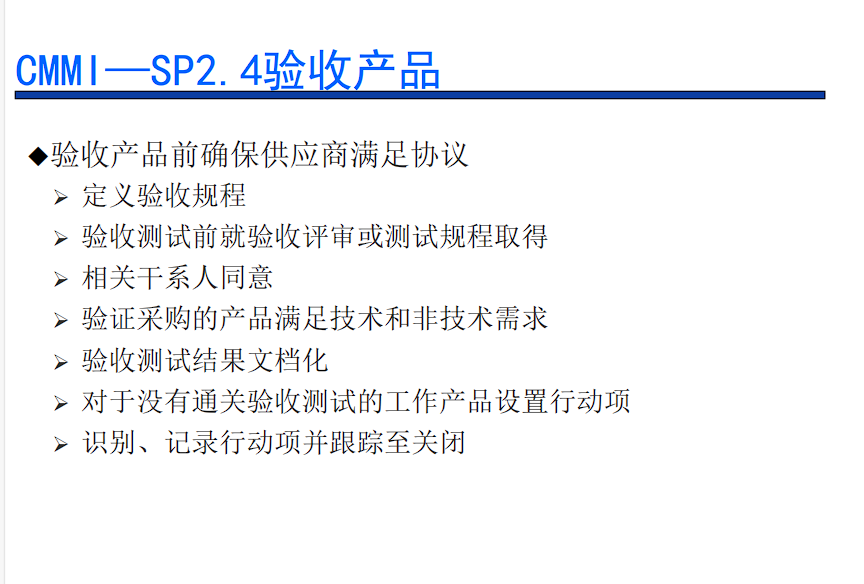 CMMI—SP2.4验收产品
◆验收产品前确保供应商满足协议
➢ 定义验收规程
➢ 验收测试前就验收评审或测试规程取得
➢ 相关干系人同意
➢ 验证采购的产品满足技术和非技术需求
➢ 验收测试结果文档化
➢ 对于没有通关验收测试的工作产品设置行动项
➢ 识别、记录行动项并跟踪至关闭